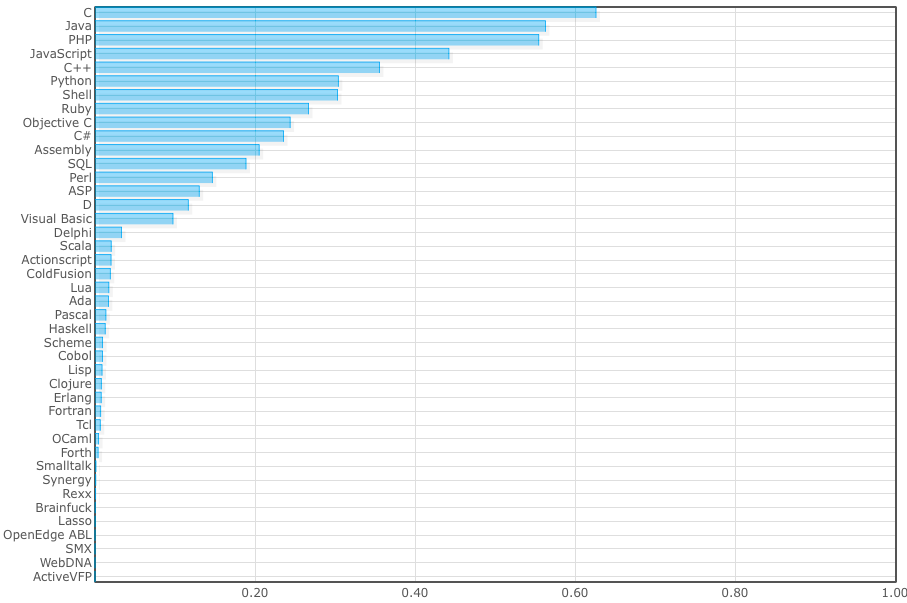 C
Java
PHP
JavaScript
C++
Python
Shell
Ruby
Objective C
C#
Assembly
SQL
Perl
ASP
D
Visual Basic
Delphi
Scala
Actionscript
ColdFusion
Lua
Ada
Pascal
Haskell
Scheme
Cobol
Lisp
Clojure
Erlang
Fortran
Tcl
OCaml
Forth
Smalltalk
Synergy
Rexx
Brainfuck
Lasso
OpenEdge ABL
SMX
WebDNA
ActiveVFP
0.20 0.40 0.60 0.80 1.00